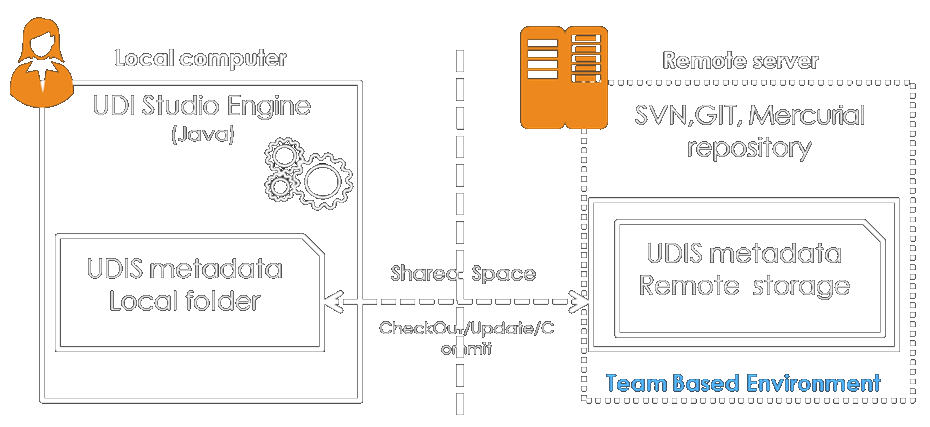 Local computer
UDI Studio Engine
(Java)
UDIS metadata
Local folder
Shared Space
CheckOut/Update/C
ommit
Remote server
SVN,GIT, Mercurial
repository
UDIS metadata
Remote storage
Team Based Environment